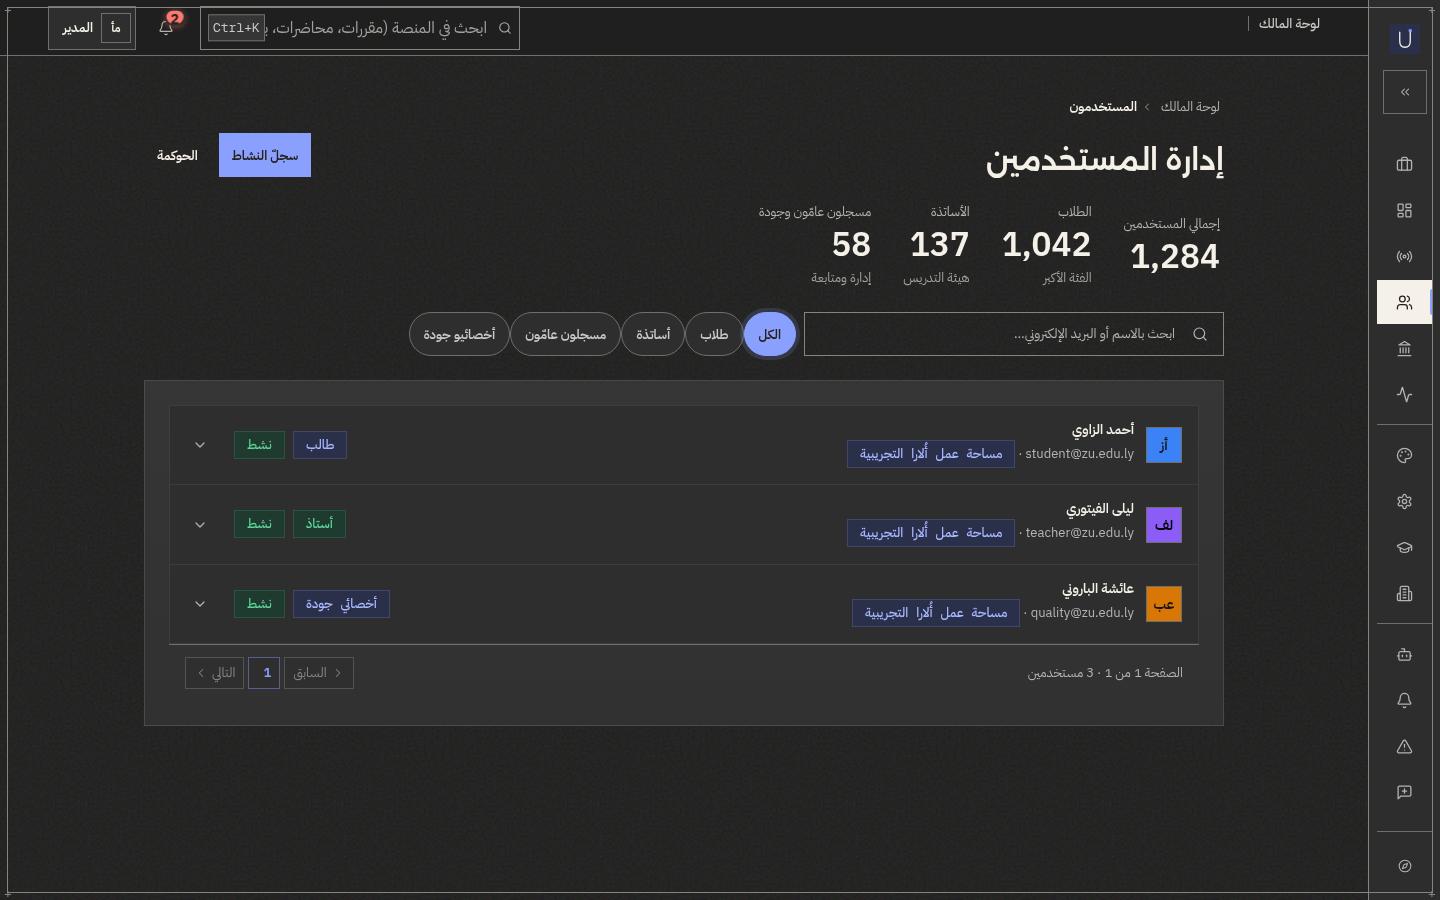 لوحة المالك
ابحث في المنصة (مقررات، محاضرات،
Ctrl+K
2
مأ
المدير
لوحة المالك
المستخدمون
إدارة المستخدمين
سجلّ النشاط
الحوكمة
إجمالي المستخدمين
1,284
الطلاب
1,042
الفئة الأكبر
الأساتذة
137
هيئة التدريس
مسجلون عامّون وجودة
58
إدارة ومتابعة
ابحث بالاسم أو البريد الإلكتروني...
الكل
طلاب
أساتذة
مسجلون عامّون
أخصائيو جودة
أز
أحمد الزاوي
student@zu.edu.ly · مساحة عمل ألارا التجريبية
طالب
نشط
لف
ليلى الفيتوري
teacher@zu.edu.ly · مساحة عمل ألارا التجريبية
أستاذ
نشط
عب
عائشة الباروني
quality@zu.edu.ly · مساحة عمل ألارا التجريبية
أخصائي جودة
نشط
الصفحة 1 من 1 · 3 مستخدمين
السابق
1
التالي